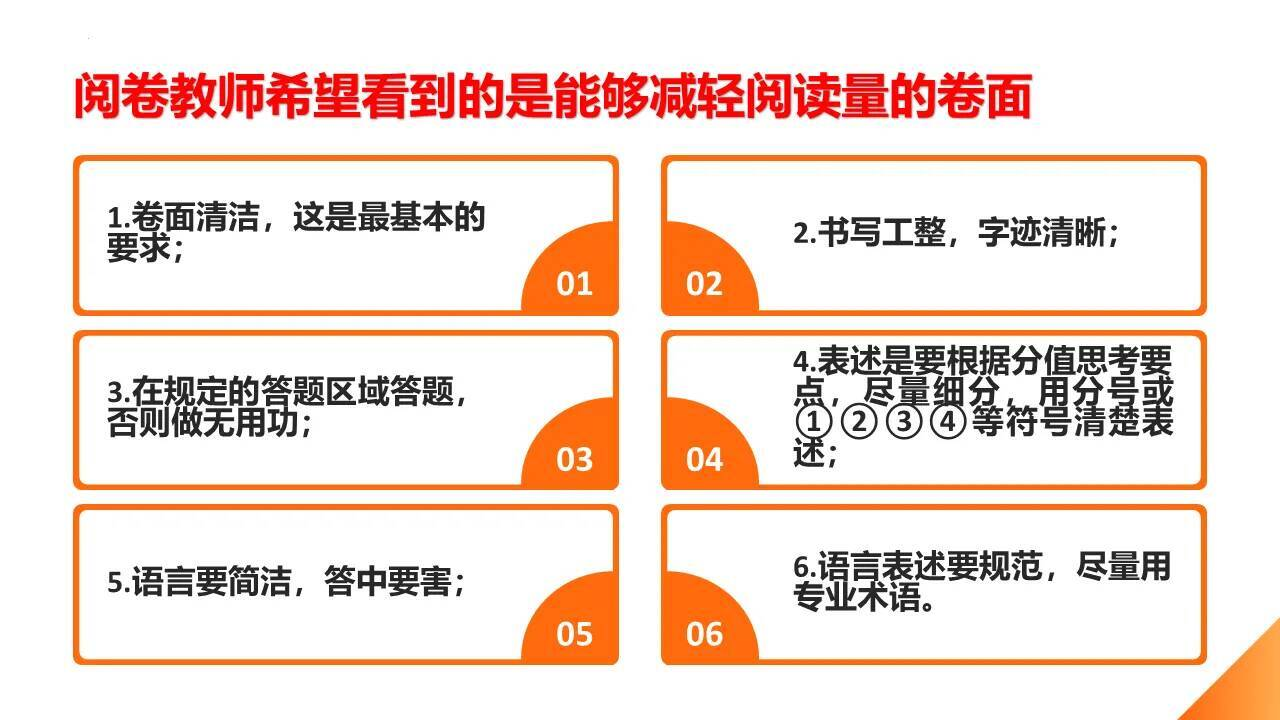 阅卷教师希望看到的是能够减轻阅读量的卷面
1.卷面清洁，这是最基本的
要求；
01
02
2.书写工整，字迹清晰；
3.在规定的答题区域答题，
否则做无用功；
03
04
4.表述是要根据分值思考要
点，尽量细分，用分号或
①②③④等符号清楚表
述；
5.语言要简洁，答中要害；
05
06
6.语言表述要规范，尽量用
专业术语。